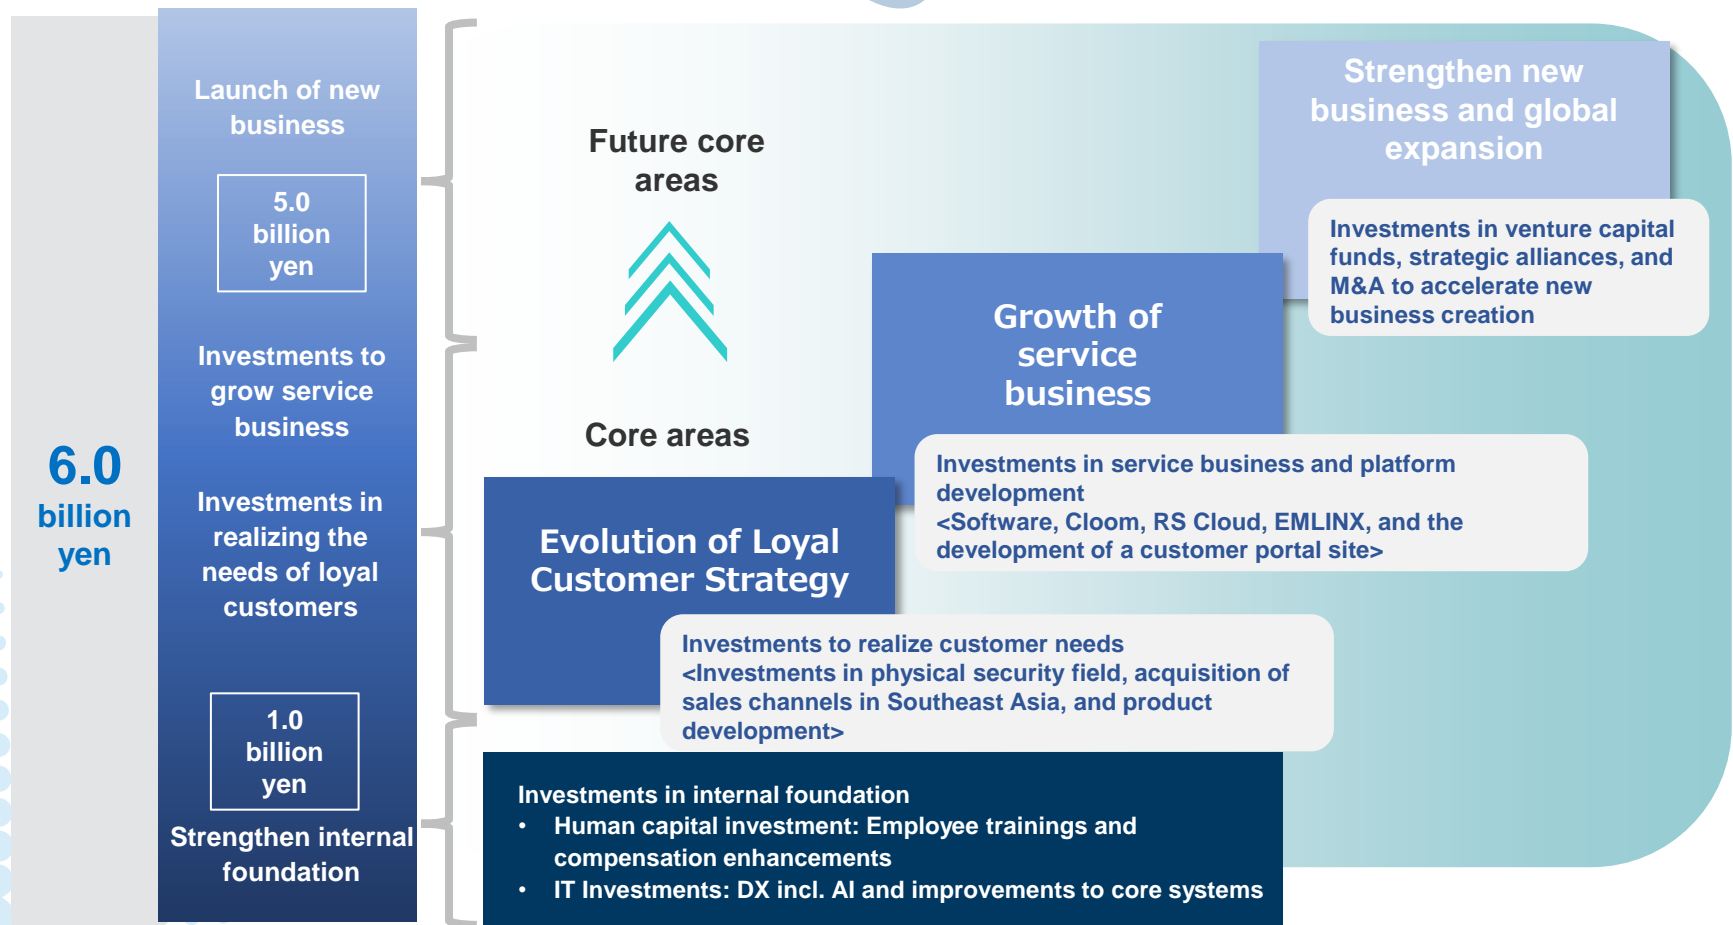 6.0
billion
yen
Launch of new
business
5.0
billion
yen
Investments to
grow service
business
Investments in
realizing the
needs of loyal
customers
1.0
billion
yen
Strengthen internal
foundation
Future core
areas
Core areas
Strengthen new
business and global
expansion
Investments in venture capital
funds, strategic alliances, and
M&A to accelerate new
business creation
Growth of
service
business
Investments in service business and platform
development
<Software, Cloom, RS Cloud, EMLINX, and the
development of a customer portal site>
Evolution of Loyal
Customer Strategy
Investments to realize customer needs
<Investments in physical security field, acquisition of
sales channels in Southeast Asia, and product
development>
Investments in internal foundation
• Human capital investment: Employee trainings and
compensation enhancements
• IT Investments: DX incl. AI and improvements to core systems